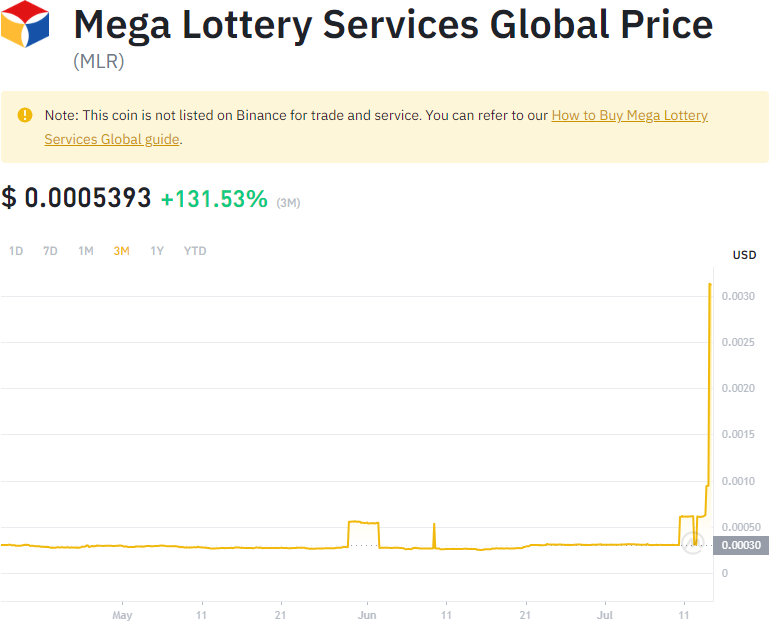 Mega Lottery Services Global Price
(MLR)
Note: This coin is not listed on Binance for trade and service. You can refer to our How to Buy Mega Lottery
Services Global guide.
$ 0.0005393 +131.53% (3M)
1D 7D 1M 3M 1Y YTD
USD
0.0030
0.0025
0.0020
0.0015
0.0010
0.00050
0.00030
0
May 11 21 Jun 11 21 Jul 11